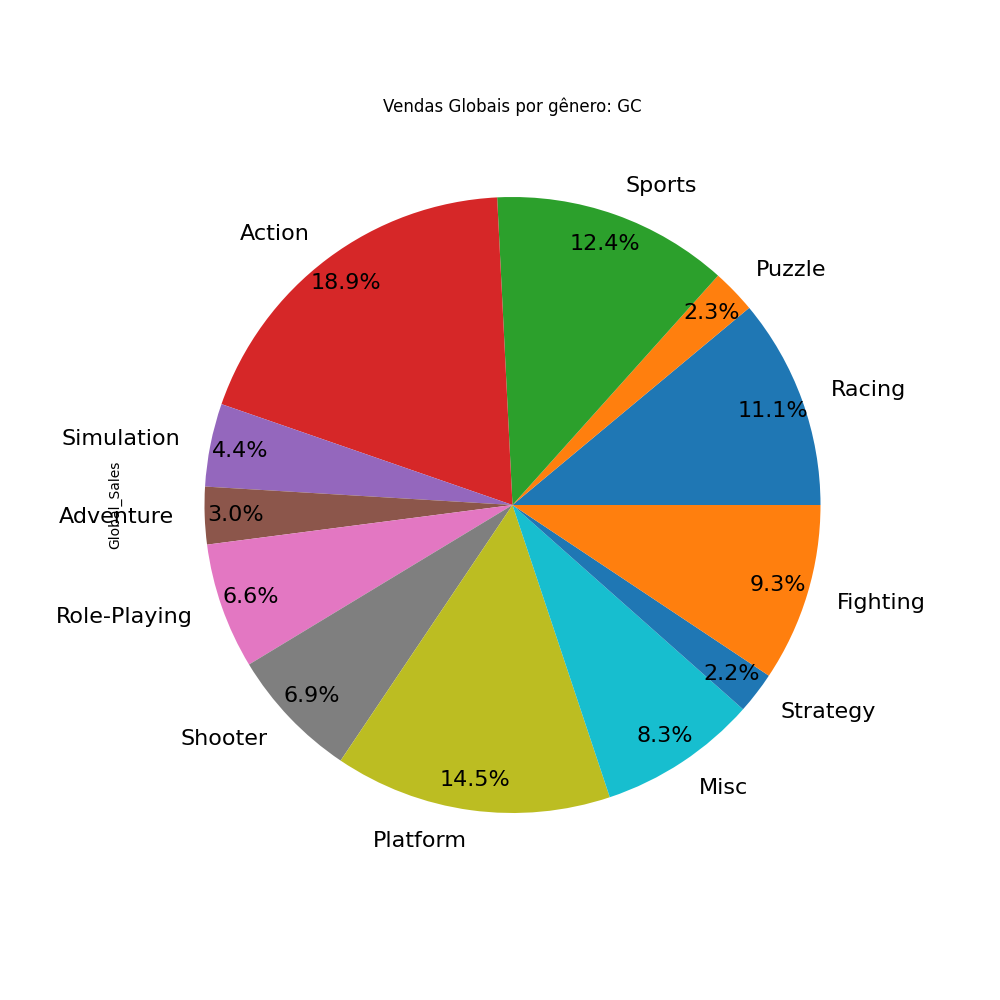 Vendas Globais por gênero: GC
Sports
12.4%
Action
18.9%
Puzzle
2.3%
Racing
11.1%
Simulation
4.4%
Global_Sales
Adventure
3.0%
Role-Playing
6.6%
Fighting
9.3%
Strategy
2.2%
Shooter
6.9%
Misc
8.3%
Platform
14.5%